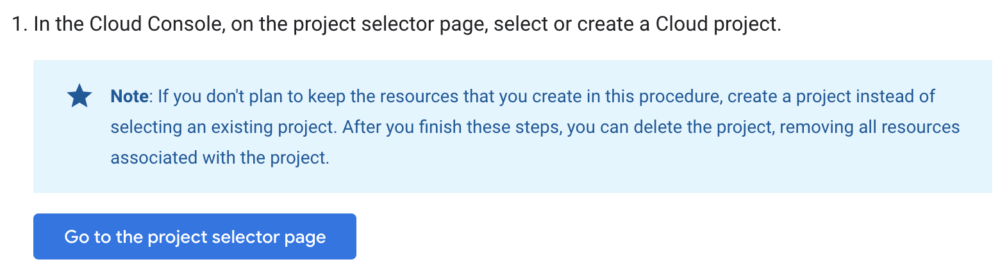 1. In the Cloud Console, on the project selector page, select or create a Cloud project.
Note: If you don't plan to keep the resources that you create in this procedure, create a project instead of
selecting an existing project. After you finish these steps, you can delete the project, removing all resources
associated with the project.
Go to the project selector page